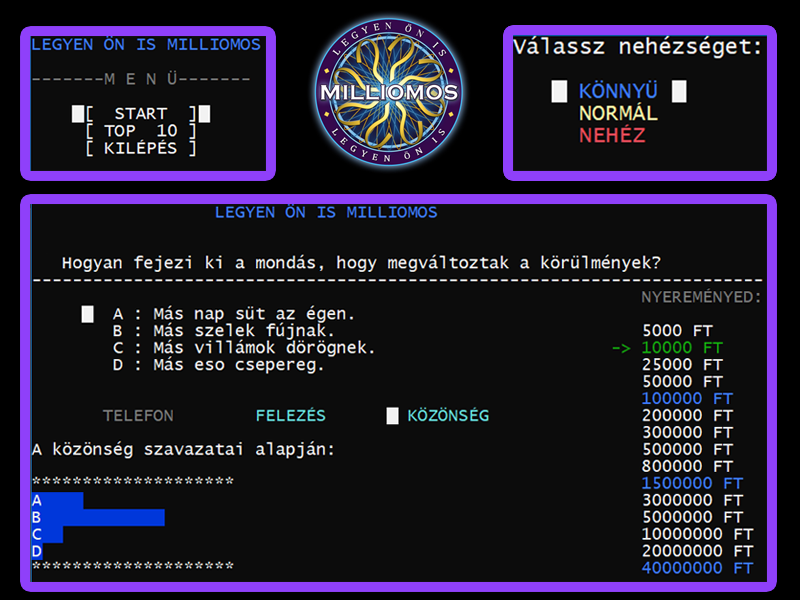 LEGYEN ÖN IS MILLIOMOS
-------M E N Ü-------
[ START ]
[ TOP 10 ]
[ KILÉPÉS ]
LEGYEN ÖN IS
MILLIOMOS
LEGYEN ÖN IS
Válassz nehézséget:
KÖNNYÜ
NORMÁL
NEHÉZ
LEGYEN ÖN IS MILLIOMOS
Hogyan fejezi ki a mondás, hogy megváltoztak a körülmények?
NYEREMÉNYED:
A : Más nap süt az égen.
B : Más szelek fújnak.
C : Más villámok dörögnek.
D : Más eso csepereg.
5000 FT
-> 10000 FT
25000 FT
50000 FT
100000 FT
200000 FT
300000 FT
500000 FT
800000 FT
1500000 FT
3000000 FT
5000000 FT
10000000 FT
20000000 FT
40000000 FT
TELEFON FELEZÉS KÖZÖNSÉG
A közönség szavazatai alapján:
********************
A
B
C
D
********************